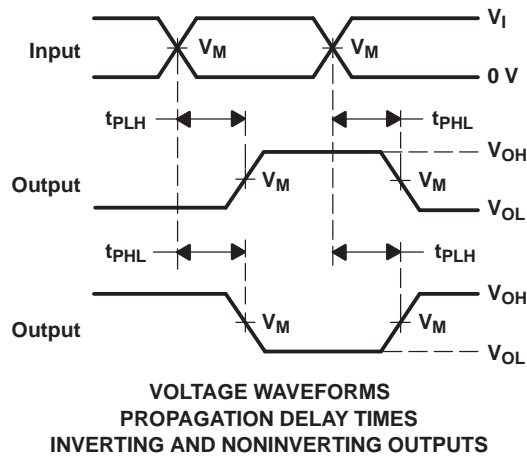 V_I
Input
V_M
V_M
0 V
t_PLH
t_PHL
V_OH
Output
V_M
V_M
V_OL
t_PHL
t_PLH
V_OH
Output
V_M
V_M
V_OL
VOLTAGE WAVEFORMS
PROPAGATION DELAY TIMES
INVERTING AND NONINVERTING OUTPUTS